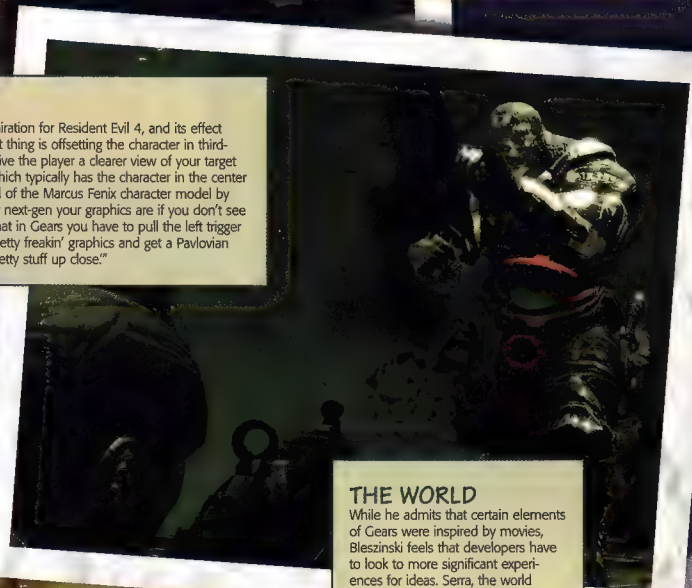 iration for Resident Evil 4, and its effect
t thing is offsetting the character in third-
ive the player a clearer view of your target
hich typically has the character in the center
l of the Marcus Fenix character model by
next-gen your graphics are if you don't see
at in Gears you have to pull the left trigger
etty freakin' graphics and get a Pavlovian
etty stuff up close.'"
THE WORLD
While he admits that certain elements
of Gears were inspired by movies,
Bleszinski feels that developers have
to look to more significant experi-
ences for ideas. Serra, the world